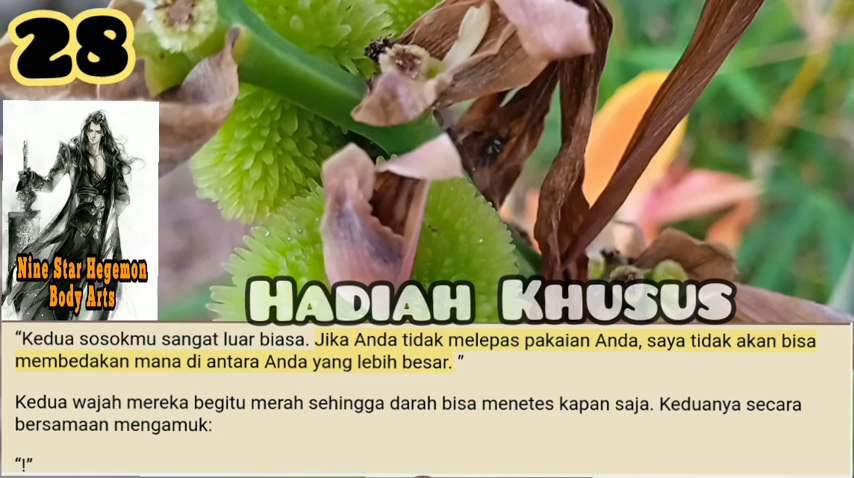 28
Nine Star Hegemon
Body Arts
Hadiah Khusus
“Kedua sosokmu sangat luar biasa. Jika Anda tidak melepas pakaian Anda, saya tidak akan bisa
membedakan mana di antara Anda yang lebih besar. ”
Kedua wajah mereka begitu merah sehingga darah bisa menetes kapan saja. Keduanya secara
bersamaan mengamuk:
“!”